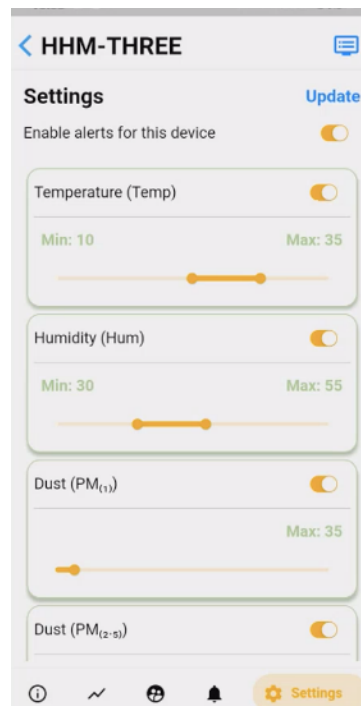 HHM-THREE
Settings Update
Enable alerts for this device
Temperature (Temp)
Min: 10 Max: 35
Humidity (Hum)
Min: 30 Max: 55
Dust (PM₍₁₎)
Max: 35
Dust (PM₍₂.₅₎)
Settings